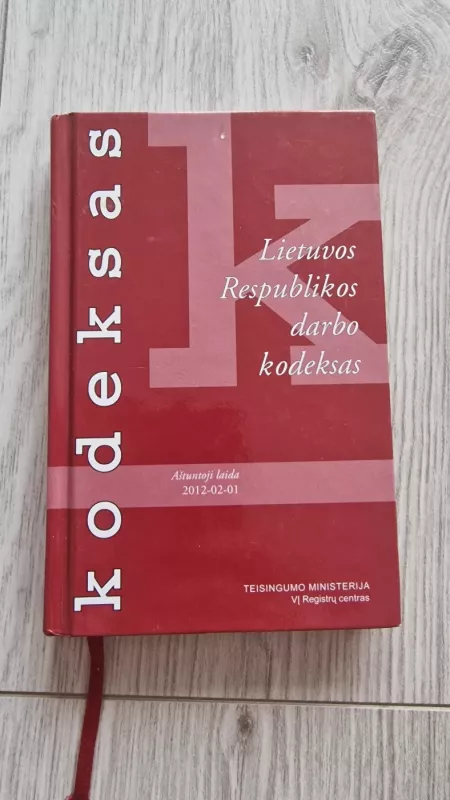 kodeksas
Lietuvos
Respublikos
darbo
kodeksas
Aštuntoji laida
2012-02-01
TEISINGUMO MINISTERIJA
VĮ Registrų centras